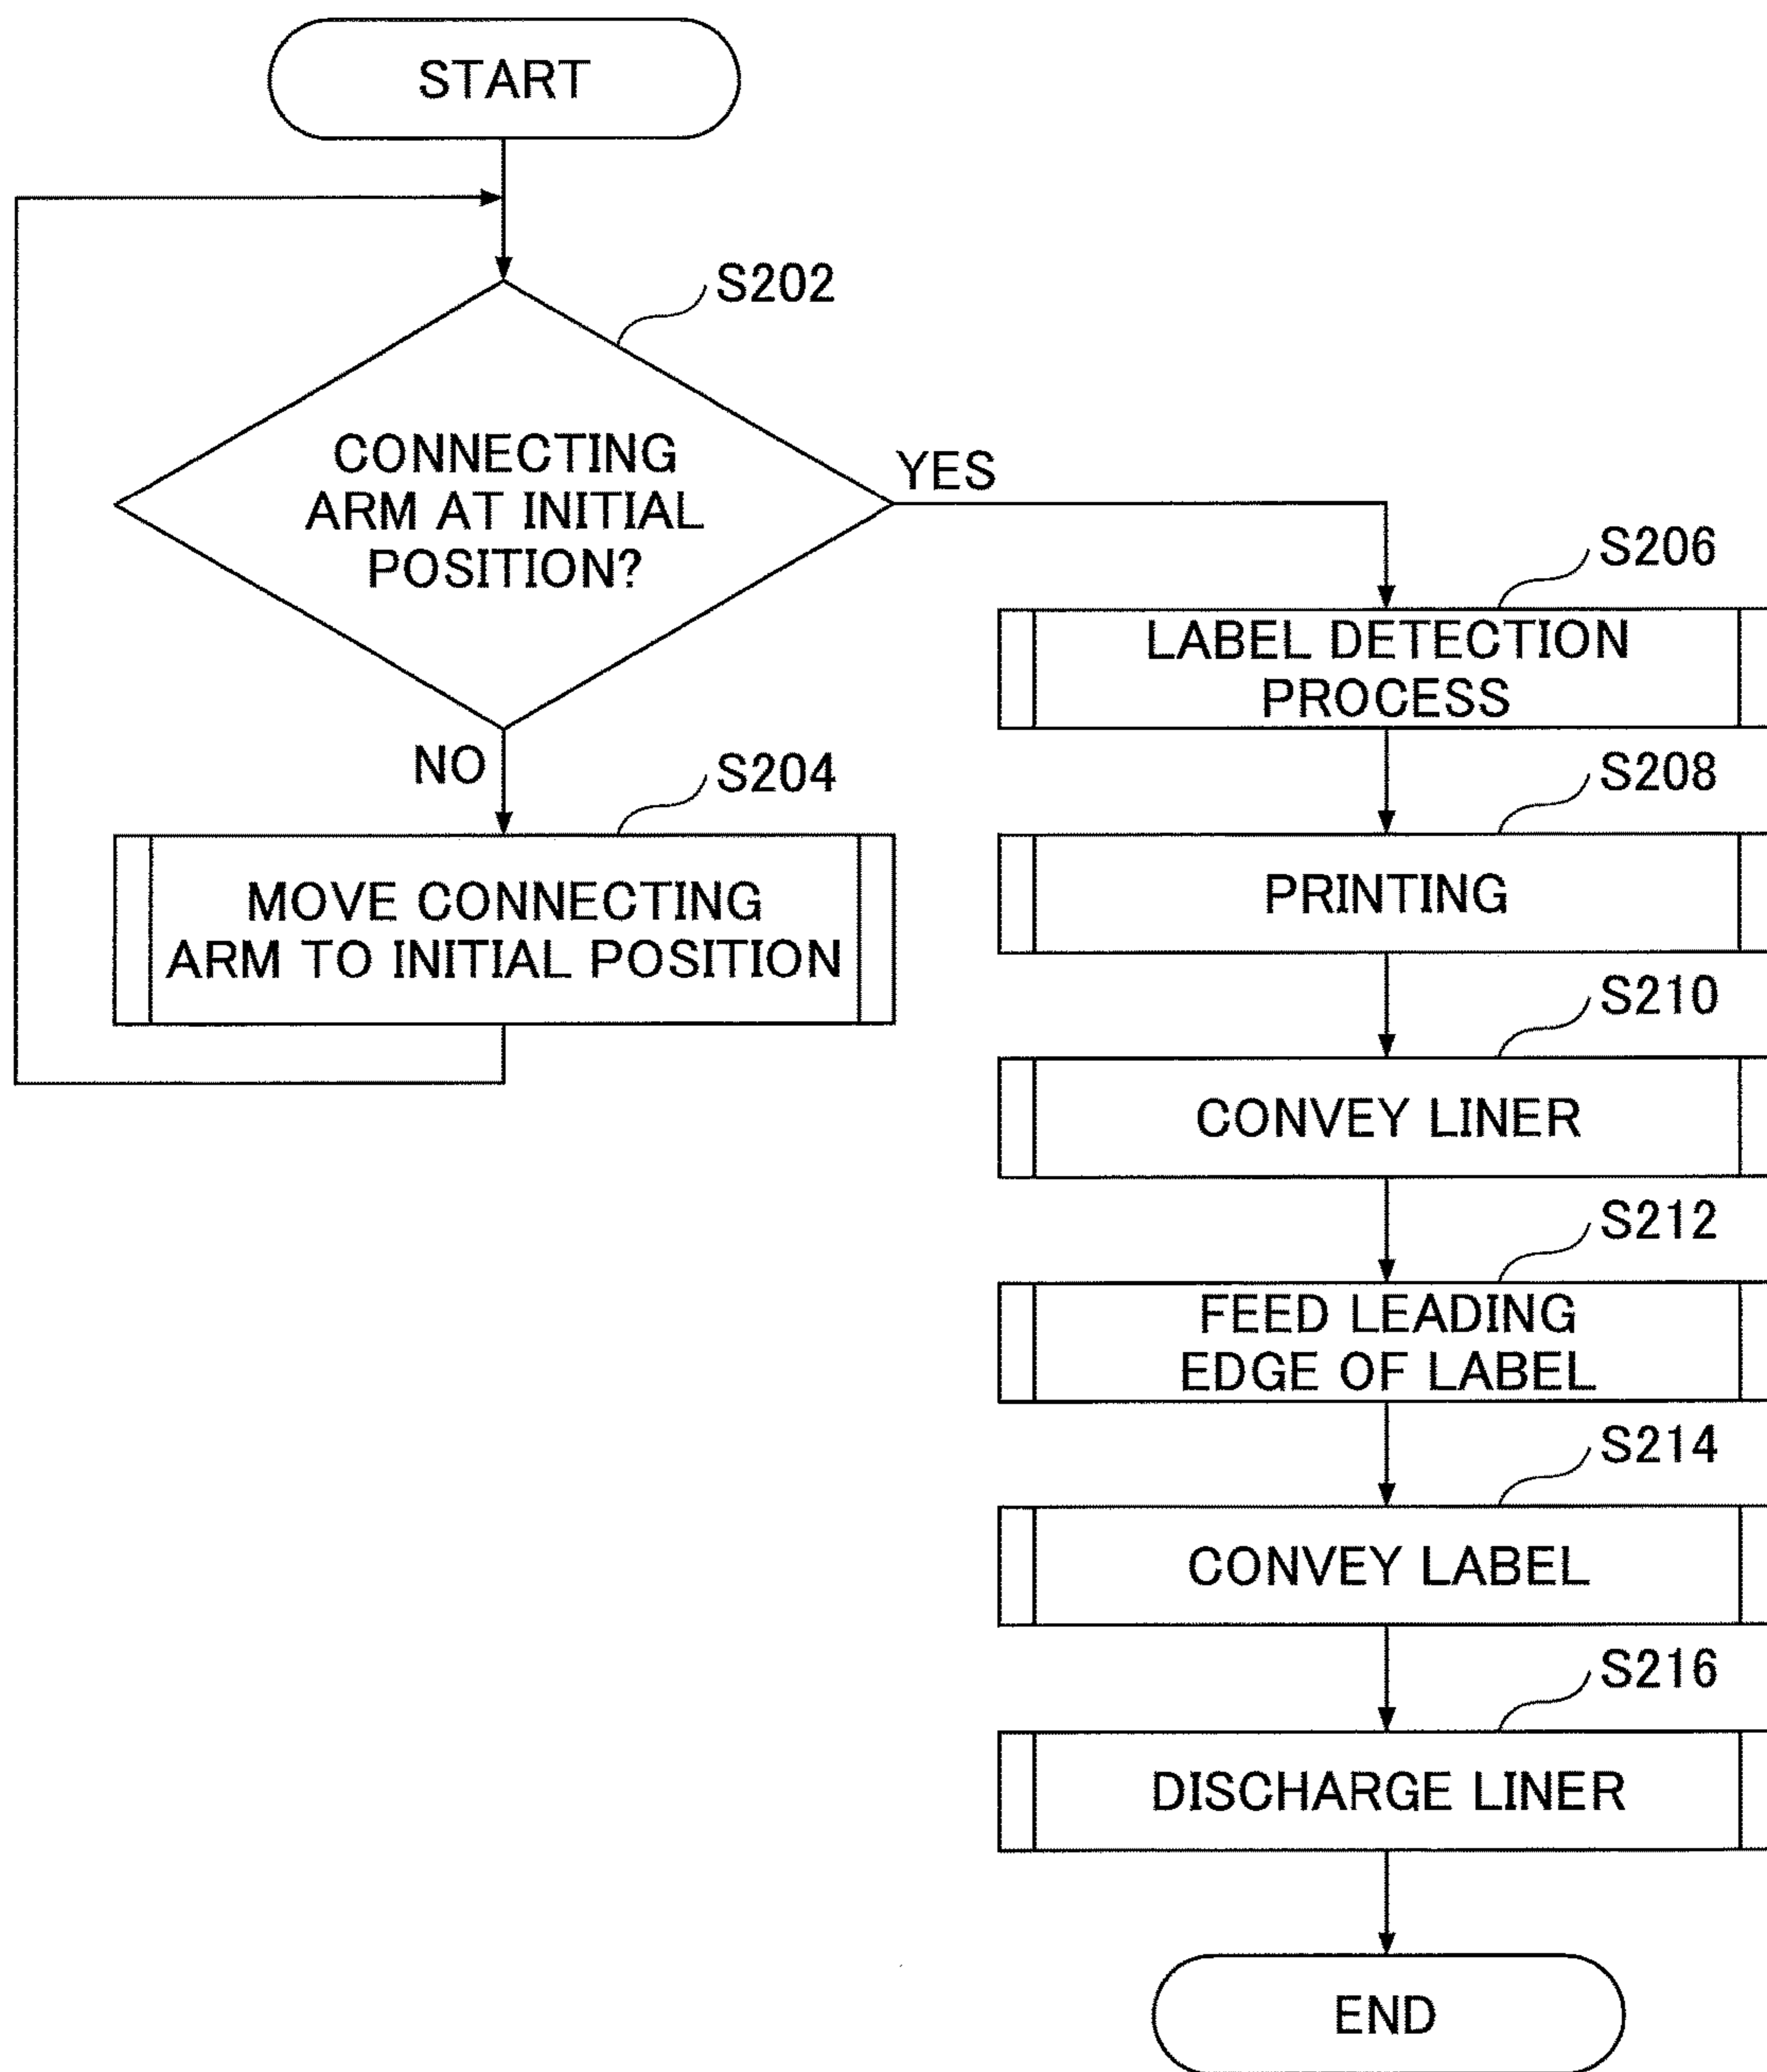 START
S202
CONNECTING
ARM AT INITIAL
POSITION?
YES
NO
S204
MOVE CONNECTING
ARM TO INITIAL POSITION
S206
LABEL DETECTION
PROCESS
S208
PRINTING
S210
CONVEY LINER
S212
FEED LEADING
EDGE OF LABEL
S214
CONVEY LABEL
S216
DISCHARGE LINER
END